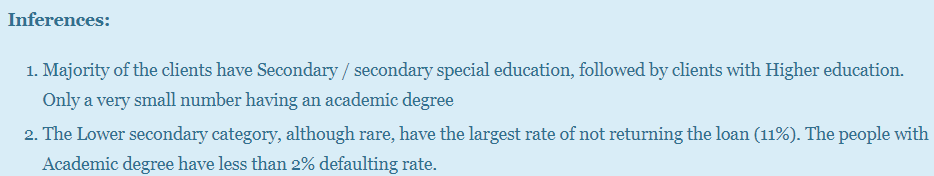 Inferences:
1. Majority of the clients have Secondary / secondary special education, followed by clients with Higher education.
Only a very small number having an academic degree
2. The Lower secondary category, although rare, have the largest rate of not returning the loan (11%). The people with
Academic degree have less than 2% defaulting rate.